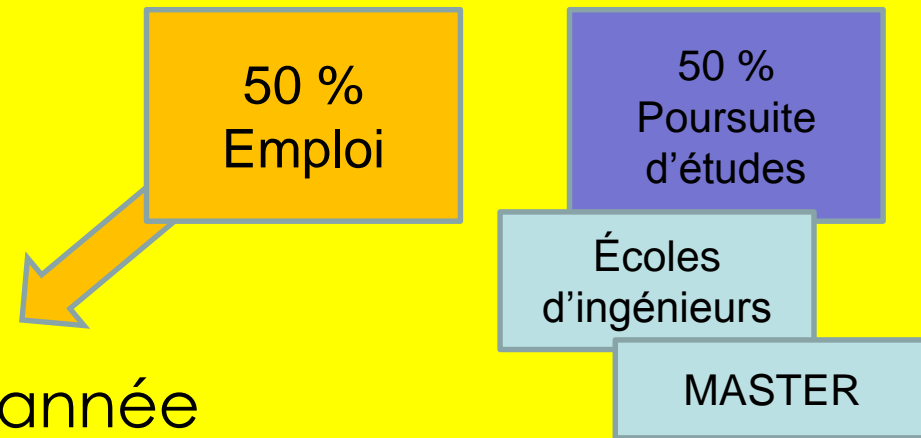 50 %
Emploi
50 %
Poursuite
d’études
Écoles
d’ingénieurs
MASTER
année